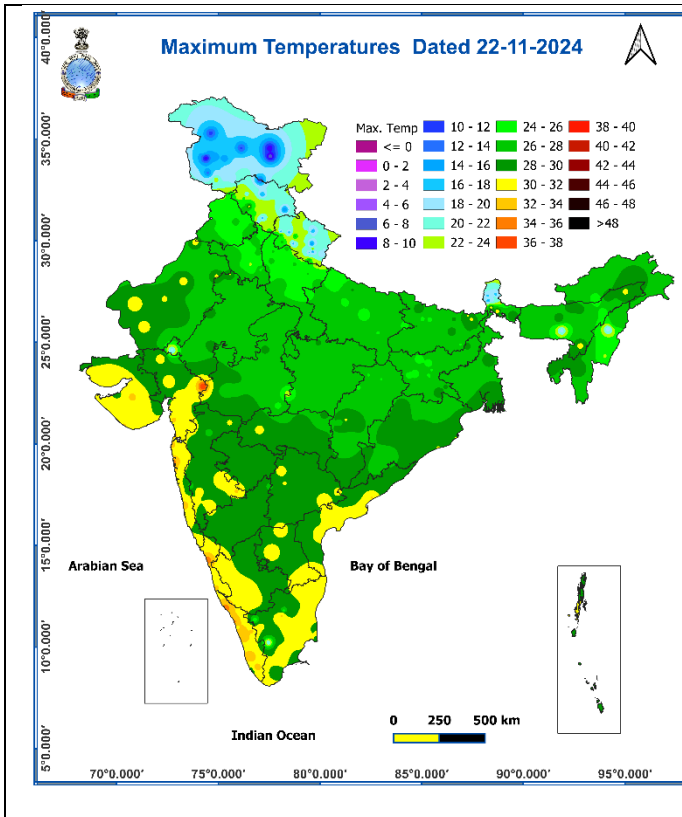 Maximum Temperatures Dated 22-11-2024
Max. Temp
<= 0
0 - 2
2 - 4
4 - 6
6 - 8
8 - 10
10 - 12
12 - 14
14 - 16
16 - 18
18 - 20
20 - 22
22 - 24
24 - 26
26 - 28
28 - 30
30 - 32
32 - 34
34 - 36
36 - 38
38 - 40
40 - 42
42 - 44
44 - 46
46 - 48
>48
40°0.000'
35°0.000'
30°0.000'
25°0.000'
20°0.000'
15°0.000'
10°0.000'
5°0.000'
Arabian Sea
Bay of Bengal
Indian Ocean
0 250 500 km
70°0.000' 75°0.000' 80°0.000' 85°0.000' 90°0.000' 95°0.000'